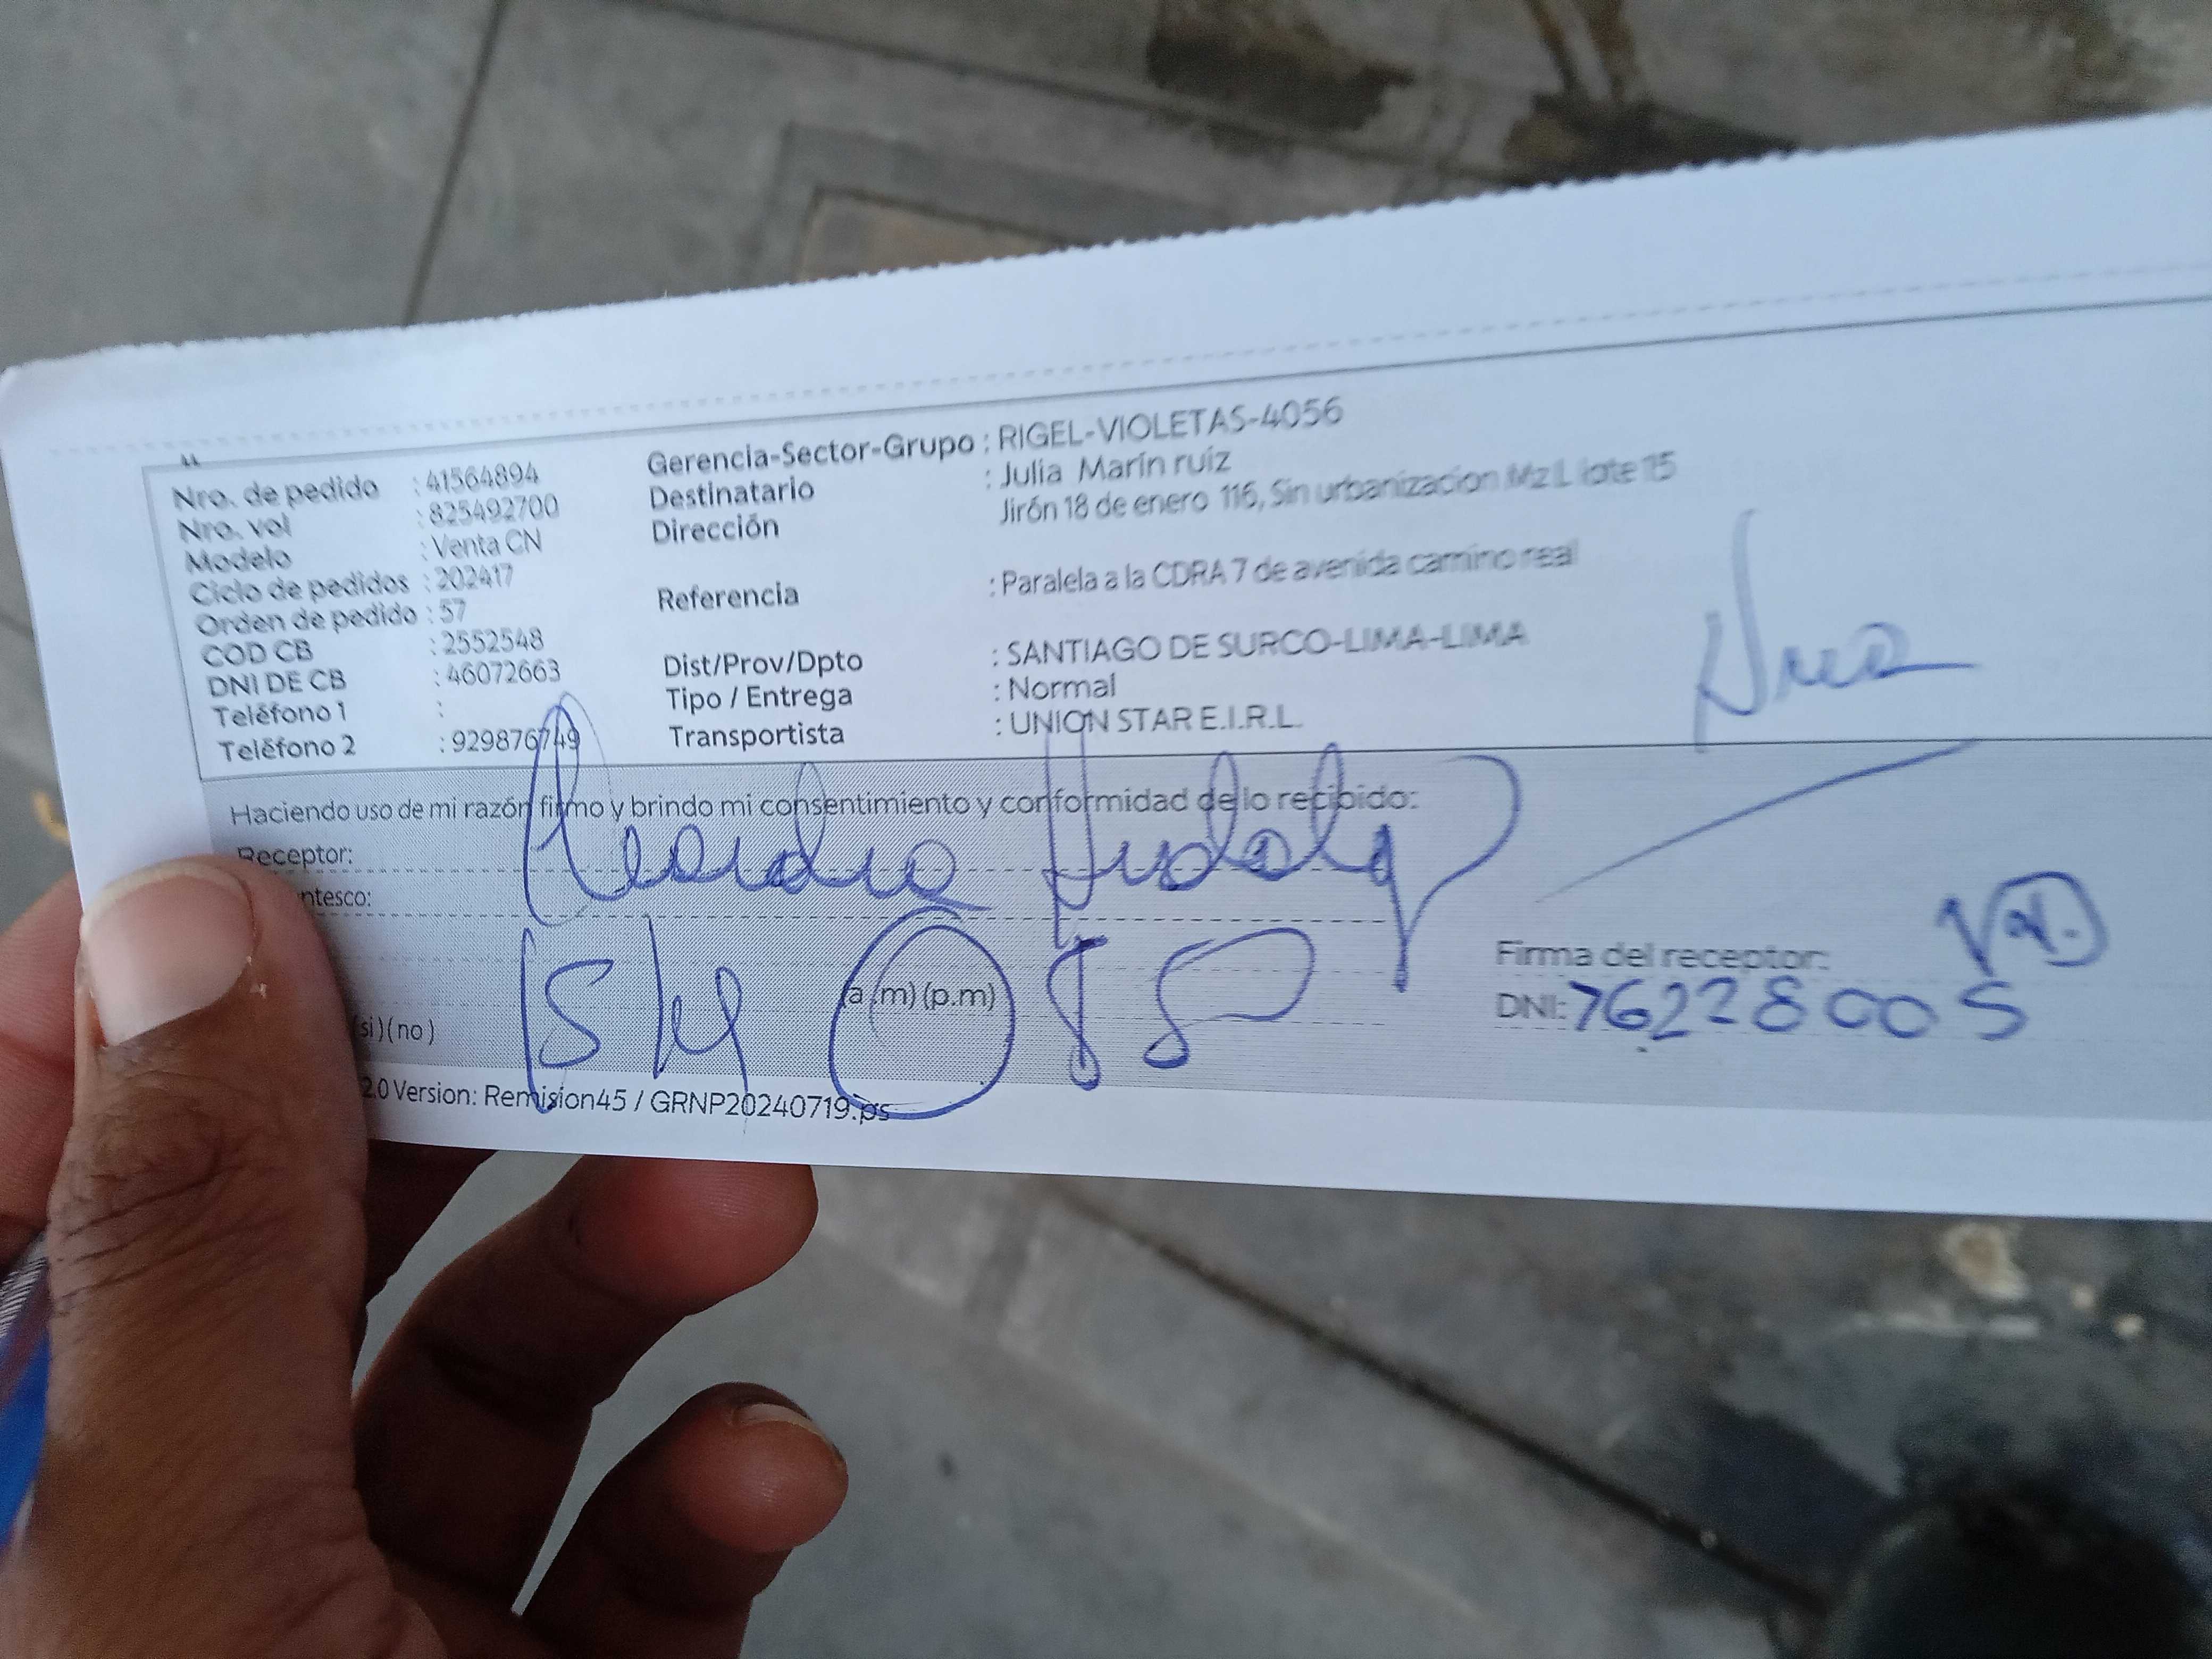 Nro. de pedido : 41564894
Nro. vol : 825492700
Modelo : Venta CN
Ciclo de pedidos : 202417
Orden de pedido : 57
COD CB : 2552548
DNI DE CB : 46072663
Teléfono 1 :
Teléfono 2 : 929876749
Gerencia-Sector-Grupo : RIGEL-VIOLETAS-4056
Destinatario : Julia Marín ruíz
Dirección Jirón 18 de enero 116, Sin urbanizacion Mz L lote 15
Referencia : Paralela a la CDRA 7 de avenida camino real
Dist/Prov/Dpto : SANTIAGO DE SURCO-LIMA-LIMA
Tipo / Entrega : Normal
Transportista : UNION STAR E.I.R.L.
Haciendo uso de mi razón firmo y brindo mi consentimiento y conformidad de lo recibido:
Receptor:
ntesco:
(a.m) (p.m)
(si) (no)
Firma del receptor:
DNI: 76228005
2.0 Version: Remision45 / GRNP20240719.ps